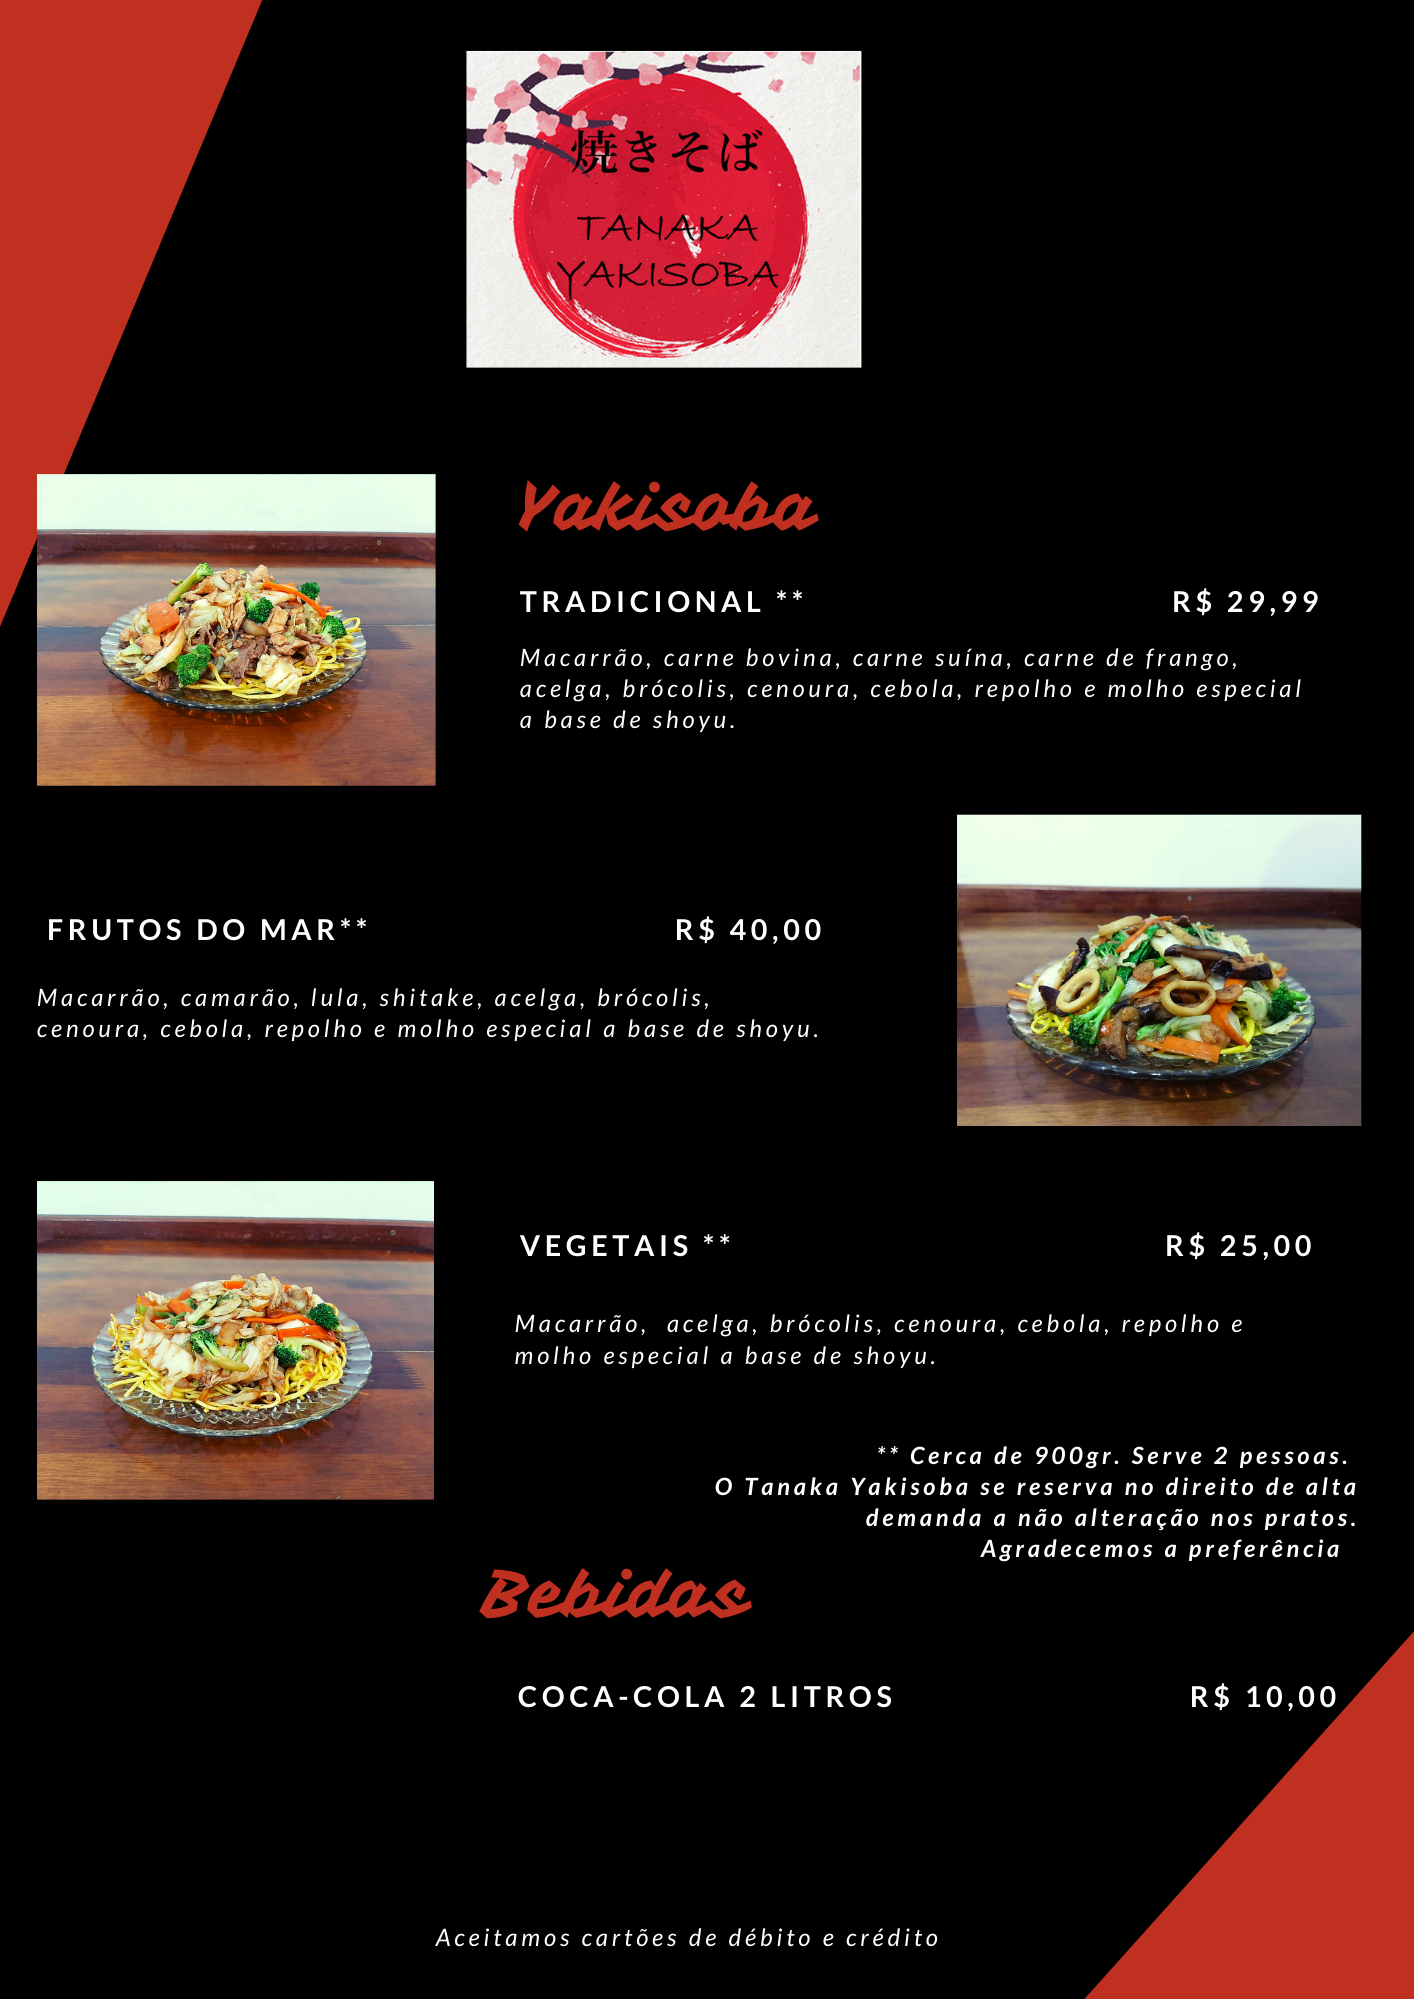 焼きそば
TANAKA
YAKISOBA
Yakisoba
TRADICIONAL ** R$ 29,99
Macarrão, carne bovina, carne suína, carne de frango,
acelga, brócolis, cenoura, cebola, repolho e molho especial
a base de shoyu.
FRUTOS DO MAR** R$ 40,00
Macarrão, camarão, lula, shitake, acelga, brócolis,
cenoura, cebola, repolho e molho especial a base de shoyu.
VEGETAIS ** R$ 25,00
Macarrão, acelga, brócolis, cenoura, cebola, repolho e
molho especial a base de shoyu.
** Cerca de 900gr. Serve 2 pessoas.
O Tanaka Yakisoba se reserva no direito de alta
demanda a não alteração nos pratos.
Agradecemos a preferência
Bebidas
COCA-COLA 2 LITROS R$ 10,00
Aceitamos cartões de débito e crédito